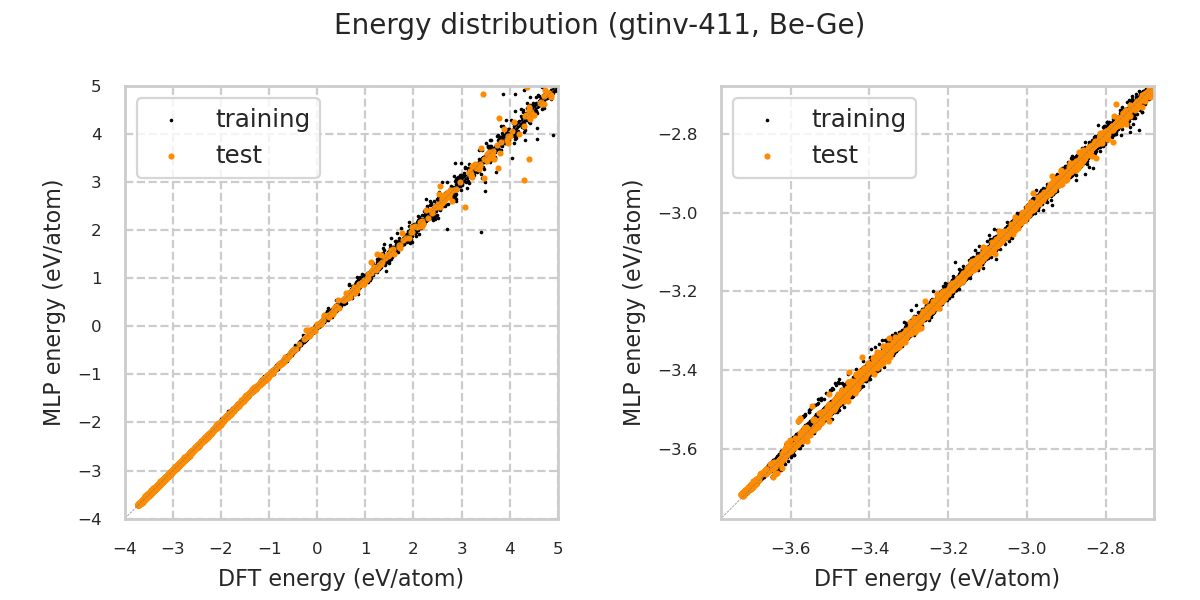 Energy distribution (gtinv-411, Be-Ge)
training
test
5
4
3
2
1
0
−1
−2
−3
−4
MLP energy (eV/atom)
−4 −3 −2 −1 0 1 2 3 4 5
DFT energy (eV/atom)
training
test
−2.8
−3.0
−3.2
−3.4
−3.6
MLP energy (eV/atom)
−3.6 −3.4 −3.2 −3.0 −2.8
DFT energy (eV/atom)